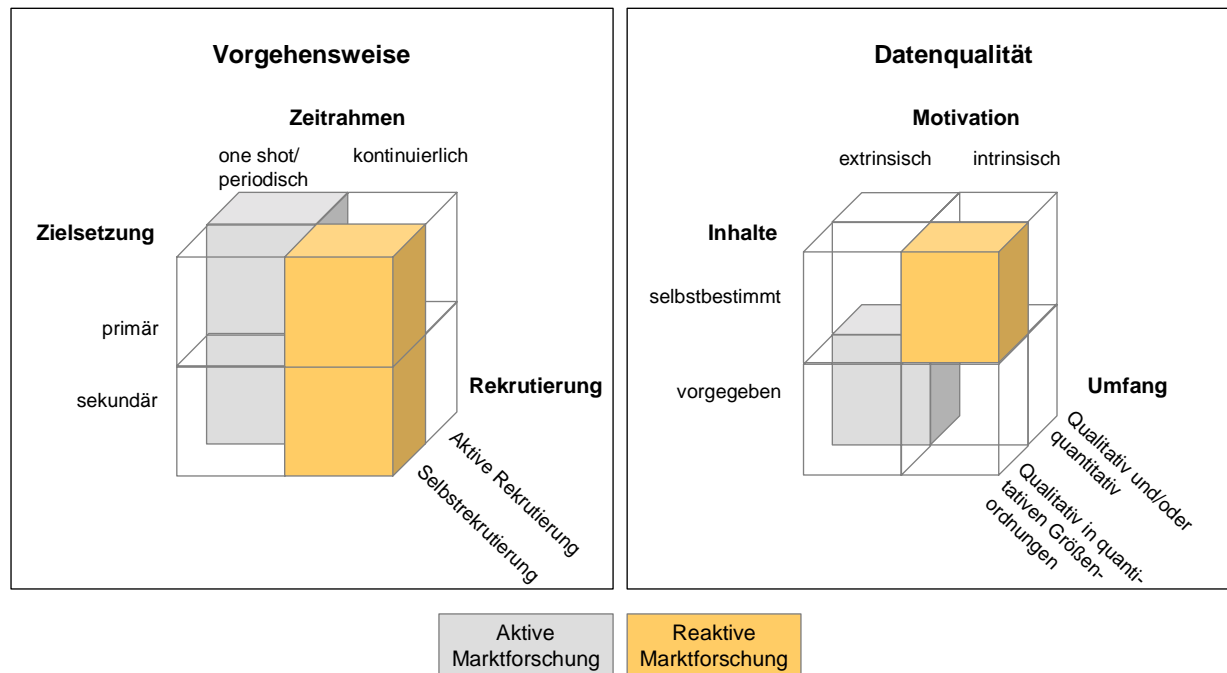 Vorgehensweise
Zeitrahmen
one shot/
periodisch
kontinuierlich
Zielsetzung
primär
sekundär
Rekrutierung
Aktive Rekrutierung
Selbstrekrutierung
Datenqualität
Motivation
extrinsisch
intrinsisch
Inhalte
selbstbestimmt
vorgegeben
Umfang
Qualitativ und/oder
quantitativ
Qualitativ in quanti-
tativen Größen-
ordnungen
Aktive
Marktforschung
Reaktive
Marktforschung